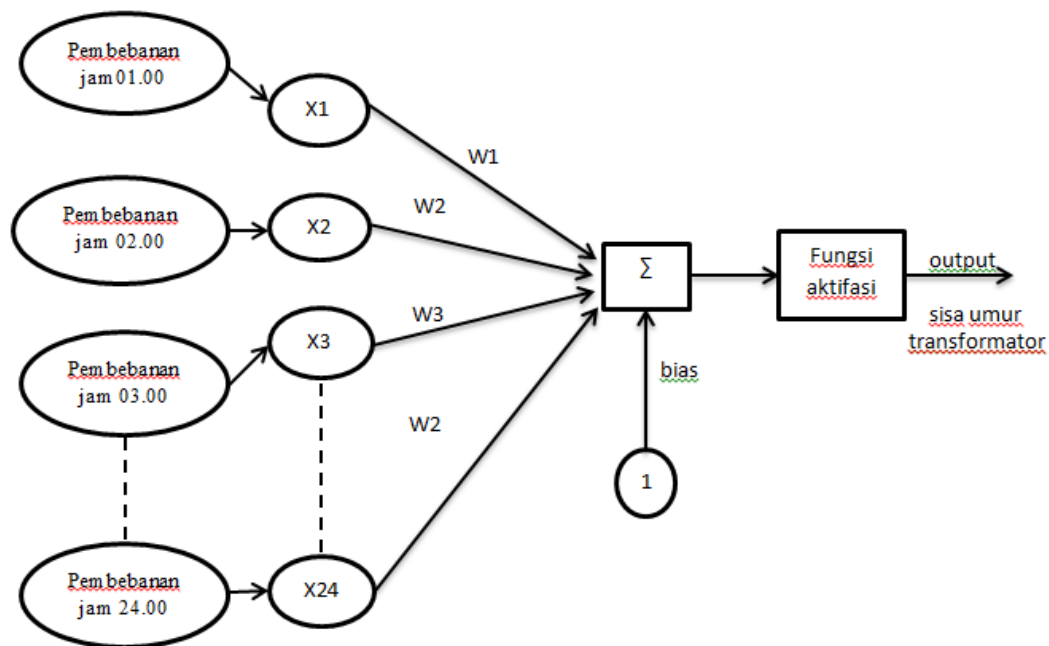 Pembebanan
jam 01.00
X1
W1
Pembebanan
jam 02.00
X2
W2
Pembebanan
jam 03.00
X3
W3
W2
Pembebanan
jam 24.00
X24
∑
bias
1
Fungsi
aktifasi
output
sisa umur
transformator